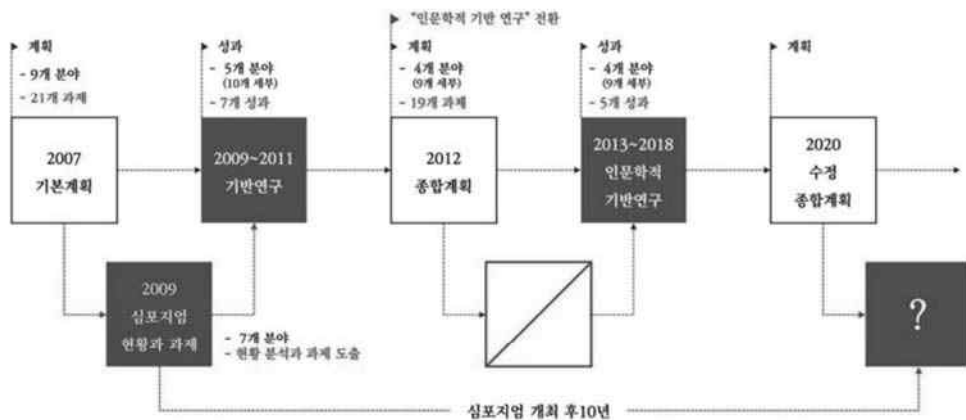 “인문학적 기반 연구” 전환
계획
- 9개 분야
- 21개 과제
성과
- 5개 분야
(10개 세부)
- 7개 성과
계획
- 4개 분야
(9개 세부)
- 19개 과제
성과
- 4개 분야
(9개 세부)
- 5개 성과
계획
2007
기본계획
2009~2011
기반연구
2012
종합계획
2013~2018
인문학적
기반연구
2020
수정
종합계획
2009
심포지엄
현황과 과제
- 7개 분야
- 현황 분석과 과제 도출
?
심포지엄 개최 후10년